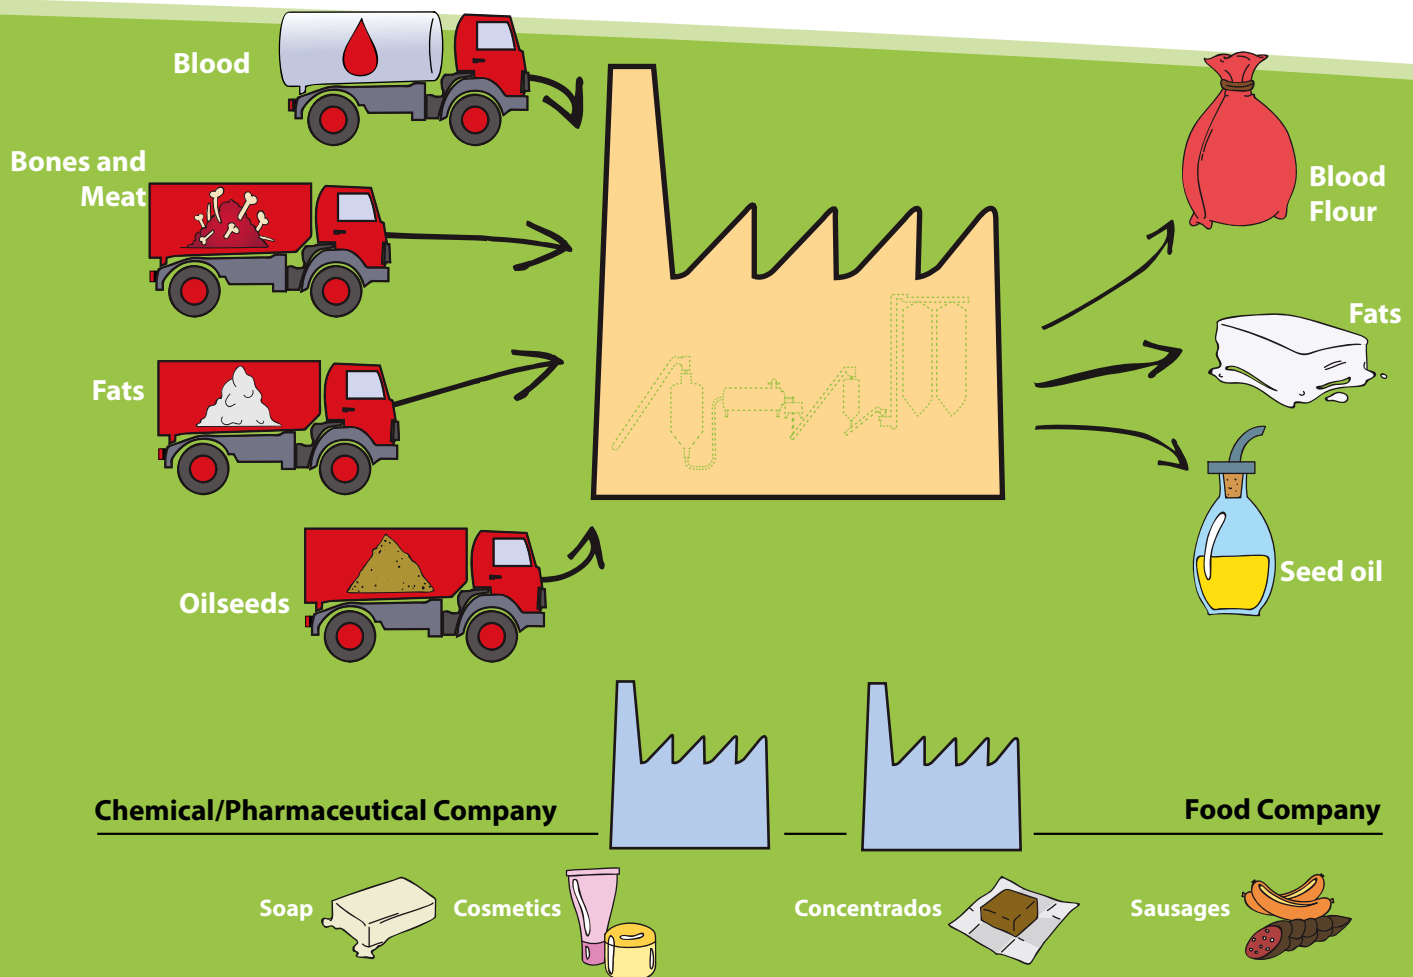 Blood
Bones and
Meat
Fats
Oilseeds
Blood
Flour
Fats
Seed oil
Chemical/Pharmaceutical Company
Food Company
Soap
Cosmetics
Concentrados
Sausages